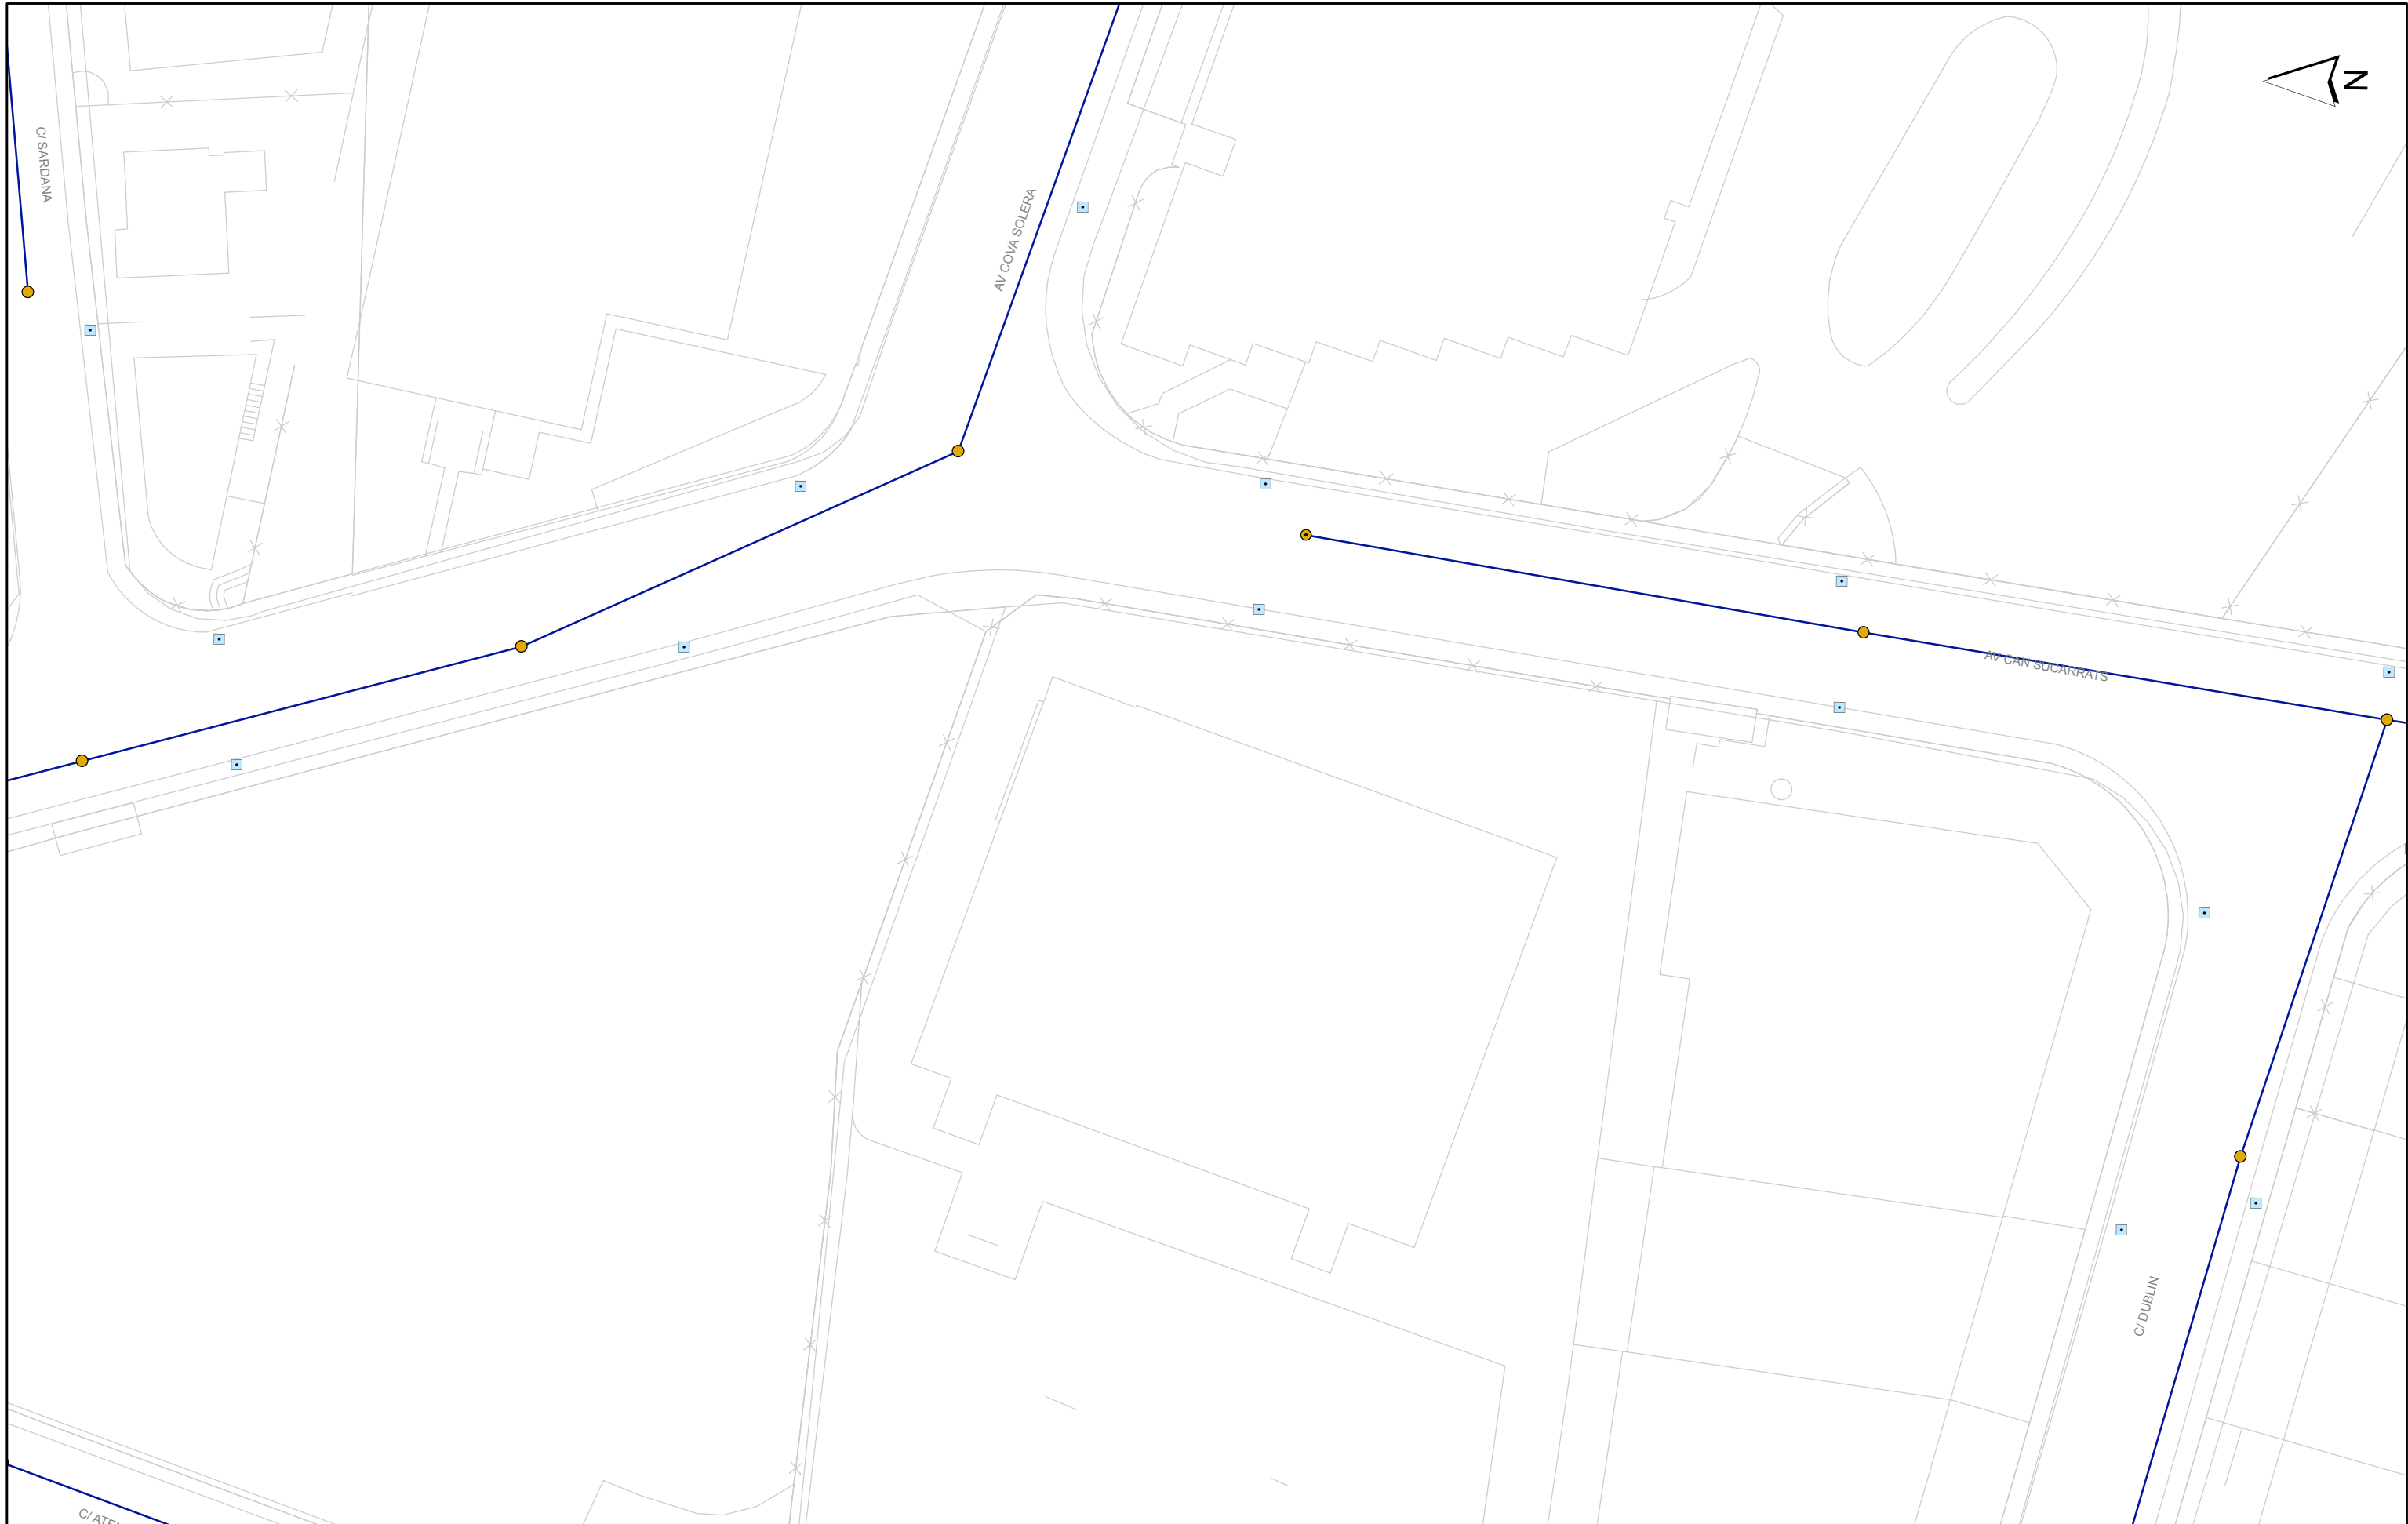 N
C/ SARDANA
AV COVA SOLERA
AV CAN SUCARRATS
C/ DUBLIN